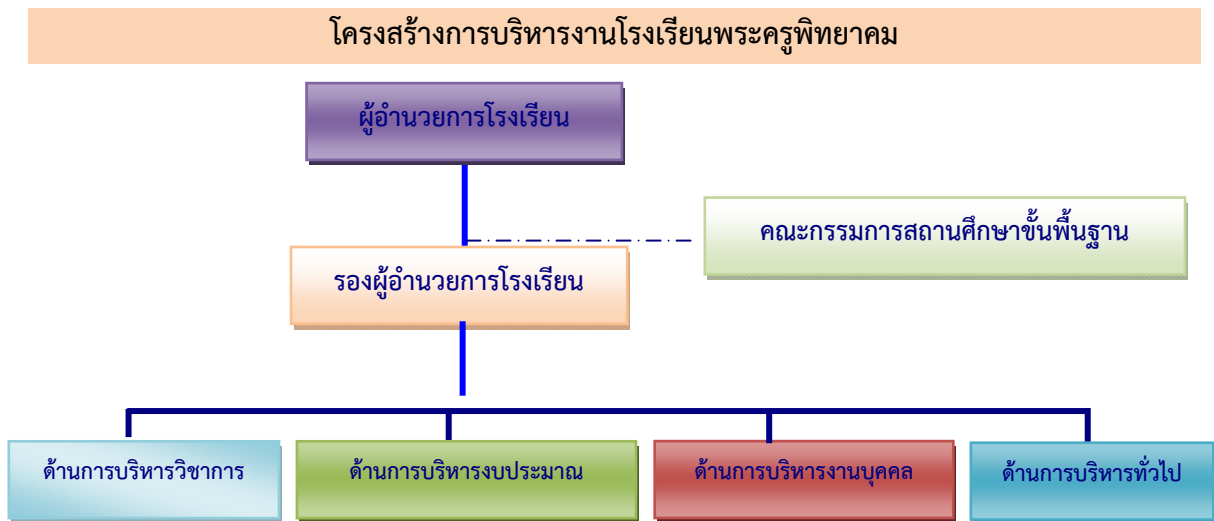 โครงสร้างการบริหารงานโรงเรียนพระครูพิทยาคม
ผู้อำนวยการโรงเรียน
คณะกรรมการสถานศึกษาขั้นพื้นฐาน
รองผู้อำนวยการโรงเรียน
ด้านการบริหารวิชาการ
ด้านการบริหารงบประมาณ
ด้านการบริหารงานบุคคล
ด้านการบริหารทั่วไป